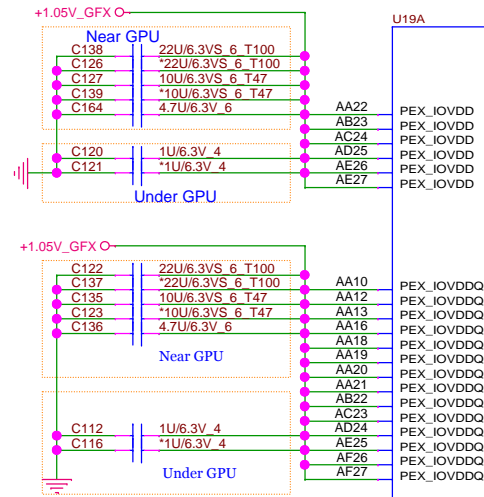 +1.05V_GFX
U19A
Near GPU
C138 22U/6.3VS_6_T100
C126 *22U/6.3VS_6_T100
C127 10U/6.3VS_6_T47
C139 *10U/6.3VS_6_T47
C164 4.7U/6.3V_6
AA22 PEX_IOVDD
AB23 PEX_IOVDD
AC24 PEX_IOVDD
C120 1U/6.3V_4 AD25 PEX_IOVDD
C121 *1U/6.3V_4 AE26 PEX_IOVDD
AE27 PEX_IOVDD
Under GPU
+1.05V_GFX
C122 22U/6.3VS_6_T100
C137 *22U/6.3VS_6_T100 AA10 PEX_IOVDDQ
C135 10U/6.3VS_6_T47 AA12 PEX_IOVDDQ
C123 *10U/6.3VS_6_T47 AA13 PEX_IOVDDQ
C136 4.7U/6.3V_6 AA16 PEX_IOVDDQ
AA18 PEX_IOVDDQ
Near GPU AA19 PEX_IOVDDQ
AA20 PEX_IOVDDQ
AA21 PEX_IOVDDQ
AB22 PEX_IOVDDQ
AC23 PEX_IOVDDQ
C112 1U/6.3V_4 AD24 PEX_IOVDDQ
C116 *1U/6.3V_4 AE25 PEX_IOVDDQ
AF26 PEX_IOVDDQ
Under GPU AF27 PEX_IOVDDQ